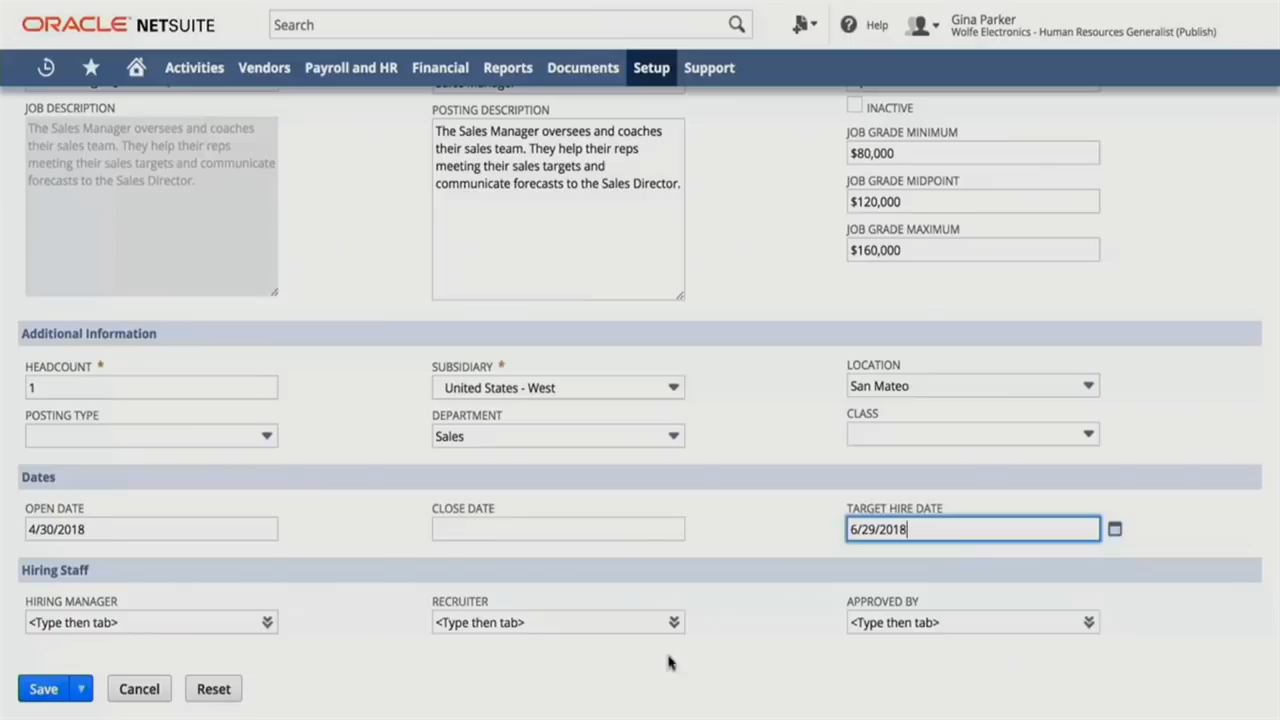 ORACLE NETSUITE
Search
Help
Gina Parker
Wolfe Electronics - Human Resources Generalist (Publish)
Activities Vendors Payroll and HR Financial Reports Documents Setup Support
JOB DESCRIPTION
The Sales Manager oversees and coaches
their sales team. They help their reps
meeting their sales targets and communicate
forecasts to the Sales Director.
POSTING DESCRIPTION
The Sales Manager oversees and coaches
their sales team. They help their reps
meeting their sales targets and
communicate forecasts to the Sales Director.
INACTIVE
JOB GRADE MINIMUM
$80,000
JOB GRADE MIDPOINT
$120,000
JOB GRADE MAXIMUM
$160,000
Additional Information
HEADCOUNT *
1
SUBSIDIARY *
United States - West
LOCATION
San Mateo
POSTING TYPE
DEPARTMENT
Sales
CLASS
Dates
OPEN DATE
4/30/2018
CLOSE DATE
TARGET HIRE DATE
6/29/2018
Hiring Staff
HIRING MANAGER
<Type then tab>
RECRUITER
<Type then tab>
APPROVED BY
<Type then tab>
Save Cancel Reset